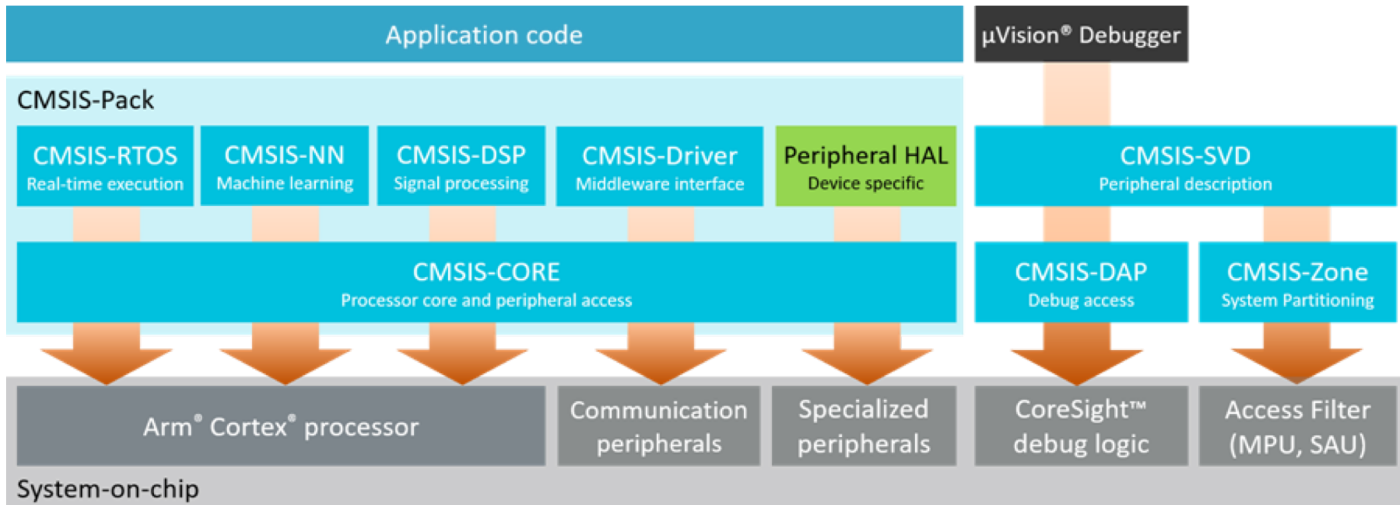 Application code
µVision® Debugger
CMSIS-Pack
CMSIS-RTOS
Real-time execution
CMSIS-NN
Machine learning
CMSIS-DSP
Signal processing
CMSIS-Driver
Middleware interface
Peripheral HAL
Device specific
CMSIS-SVD
Peripheral description
CMSIS-CORE
Processor core and peripheral access
CMSIS-DAP
Debug access
CMSIS-Zone
System Partitioning
Arm® Cortex® processor
Communication
peripherals
Specialized
peripherals
CoreSight™
debug logic
Access Filter
(MPU, SAU)
System-on-chip